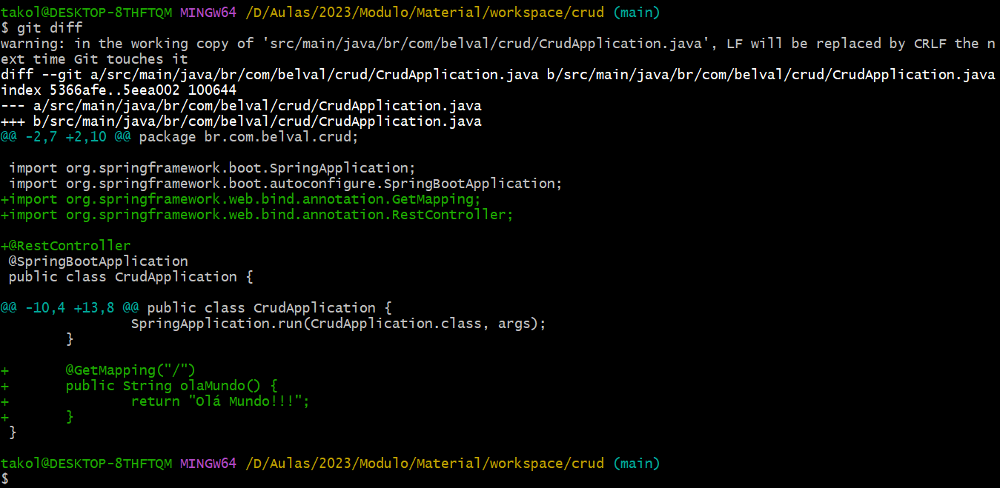 takol@DESKTOP-8THFTQM MINGW64 /D/Aulas/2023/Modulo/Material/workspace/crud (main)
$ git diff
warning: in the working copy of 'src/main/java/br/com/belval/crud/CrudApplication.java', LF will be replaced by CRLF the n
ext time Git touches it
diff --git a/src/main/java/br/com/belval/crud/CrudApplication.java b/src/main/java/br/com/belval/crud/CrudApplication.java
index 5366afe..5eea002 100644
--- a/src/main/java/br/com/belval/crud/CrudApplication.java
+++ b/src/main/java/br/com/belval/crud/CrudApplication.java
@@ -2,7 +2,10 @@ package br.com.belval.crud;

 import org.springframework.boot.SpringApplication;
 import org.springframework.boot.autoconfigure.SpringBootApplication;
+import org.springframework.web.bind.annotation.GetMapping;
+import org.springframework.web.bind.annotation.RestController;

+@RestController
 @SpringBootApplication
 public class CrudApplication {

@@ -10,4 +13,8 @@ public class CrudApplication {
                SpringApplication.run(CrudApplication.class, args);
        }

+       @GetMapping("/")
+       public String olaMundo() {
+               return "Olá Mundo!!!";
+       }
 }

takol@DESKTOP-8THFTQM MINGW64 /D/Aulas/2023/Modulo/Material/workspace/crud (main)
$